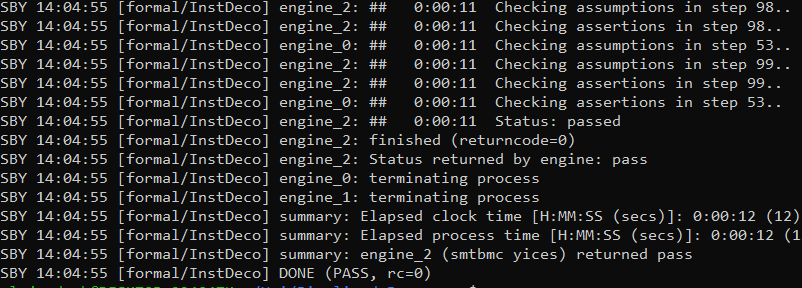 SBY 14:04:55 [formal/InstDeco] engine_2: ##   0:00:11  Checking assumptions in step 98..
SBY 14:04:55 [formal/InstDeco] engine_2: ##   0:00:11  Checking assertions in step 98..
SBY 14:04:55 [formal/InstDeco] engine_0: ##   0:00:11  Checking assumptions in step 53..
SBY 14:04:55 [formal/InstDeco] engine_2: ##   0:00:11  Checking assumptions in step 99..
SBY 14:04:55 [formal/InstDeco] engine_2: ##   0:00:11  Checking assertions in step 99..
SBY 14:04:55 [formal/InstDeco] engine_0: ##   0:00:11  Checking assertions in step 53..
SBY 14:04:55 [formal/InstDeco] engine_2: ##   0:00:11  Status: passed
SBY 14:04:55 [formal/InstDeco] engine_2: finished (returncode=0)
SBY 14:04:55 [formal/InstDeco] engine_2: Status returned by engine: pass
SBY 14:04:55 [formal/InstDeco] engine_0: terminating process
SBY 14:04:55 [formal/InstDeco] engine_1: terminating process
SBY 14:04:55 [formal/InstDeco] summary: Elapsed clock time [H:MM:SS (secs)]: 0:00:12 (12)
SBY 14:04:55 [formal/InstDeco] summary: Elapsed process time [H:MM:SS (secs)]: 0:00:12 (1
SBY 14:04:55 [formal/InstDeco] summary: engine_2 (smtbmc yices) returned pass
SBY 14:04:55 [formal/InstDeco] DONE (PASS, rc=0)